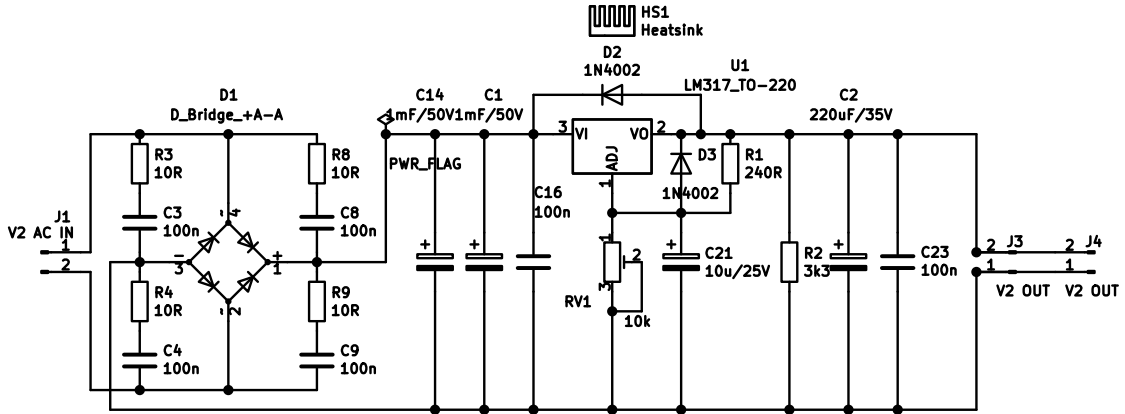 HS1
Heatsink
D2
1N4002
U1
LM317_TO-220
D1
D_Bridge_+A-A
C14
1mF/50V
C1
1mF/50V
C2
220uF/35V
3
VI
VO
2
ADJ
1
R3
10R
R8
10R
PWR_FLAG
D3
1N4002
R1
240R
C16
100n
J1
V2 AC IN
1
2
C3
100n
~
4
C8
100n
-
3
+
1
1
2
3
RV1
10k
C21
10u/25V
R2
3k3
C23
100n
2
J3
2
J4
1
1
V2 OUT
V2 OUT
R4
10R
~
2
R9
10R
C4
100n
C9
100n
+
+
+
+